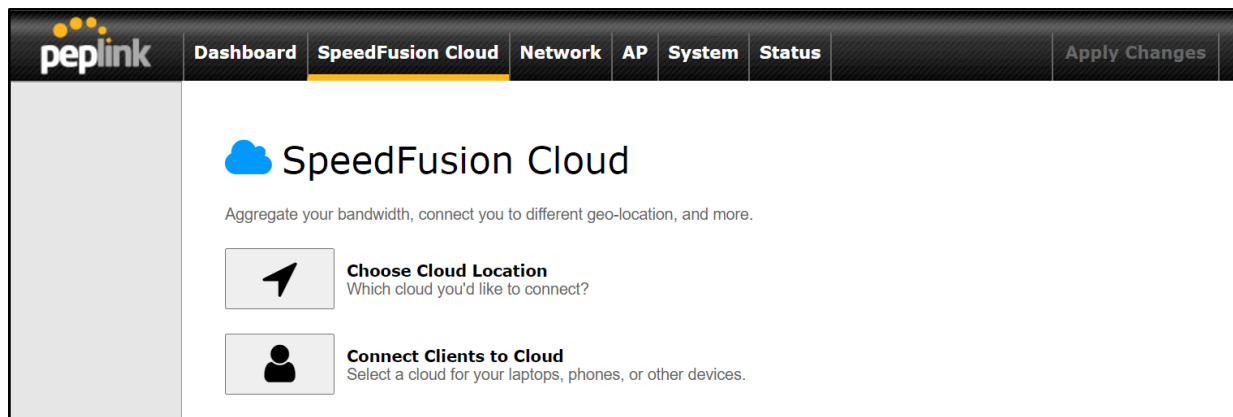 peplink
Dashboard SpeedFusion Cloud Network AP System Status Apply Changes
SpeedFusion Cloud
Aggregate your bandwidth, connect you to different geo-location, and more.
Choose Cloud Location
Which cloud you'd like to connect?
Connect Clients to Cloud
Select a cloud for your laptops, phones, or other devices.